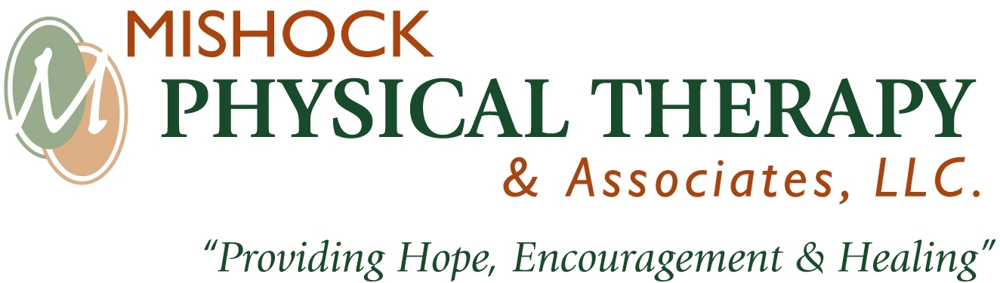 M
MISHOCK
PHYSICAL THERAPY
& Associates, LLC.
“Providing Hope, Encouragement & Healing”